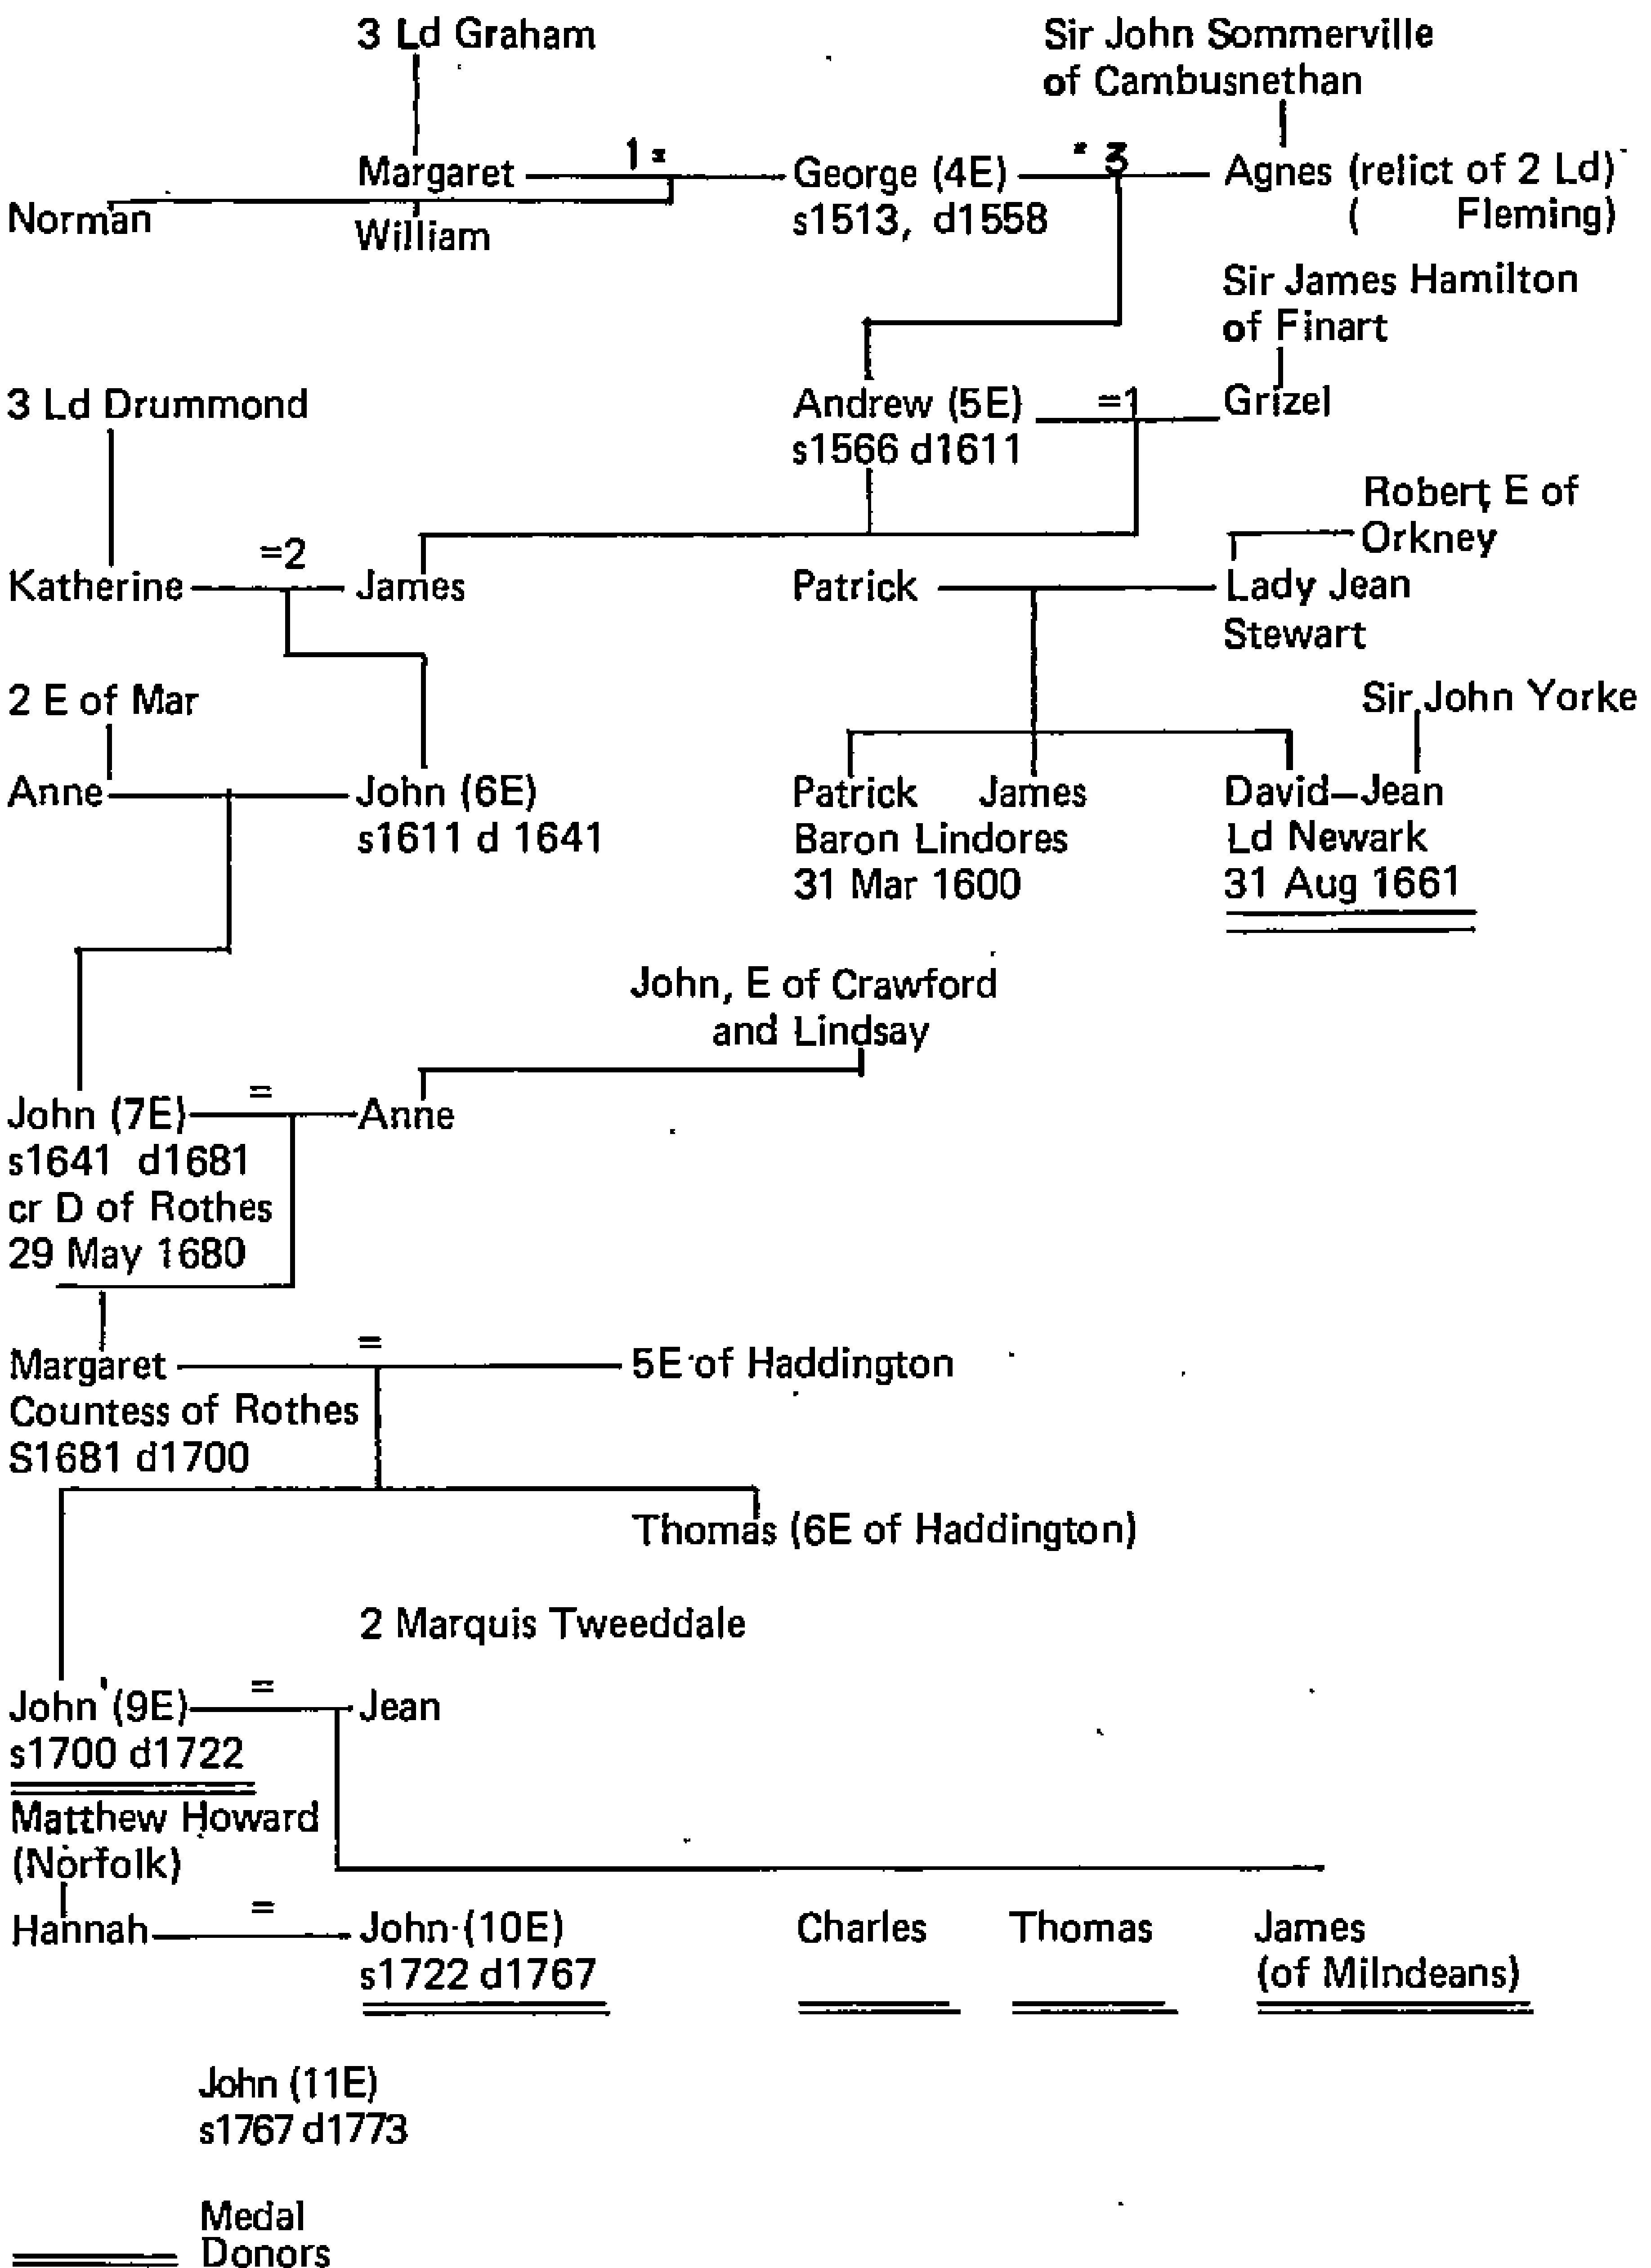 3 Ld Graham
Sir John Sommerville
of Cambusnethan
Margaret
1 =
George (4E)
= 3
Agnes (relict of 2 Ld)
Norman
William
s1513, d1558
( Fleming)
Sir James Hamilton
of Finart
3 Ld Drummond
Andrew (5E)
=1
Grizel
s1566 d1611
Robert, E of
Orkney
Katherine
=2
James
Patrick
Lady Jean
Stewart
2 E of Mar
Sir John Yorke
Anne
John (6E)
Patrick
James
David—Jean
s1611 d 1641
Baron Lindores
Ld Newark
31 Mar 1600
31 Aug 1661
John, E of Crawford
and Lindsay
John (7E)
=
Anne
s1641 d1681
cr D of Rothes
29 May 1680
Margaret
=
5E of Haddington
Countess of Rothes
S1681 d1700
Thomas (6E of Haddington)
2 Marquis Tweeddale
John (9E)
=
Jean
s1700 d1722
Matthew Howard
(Norfolk)
Hannah
=
John (10E)
Charles
Thomas
James
s1722 d1767
(of Milndeans)
John (11E)
s1767 d1773
Medal
Donors